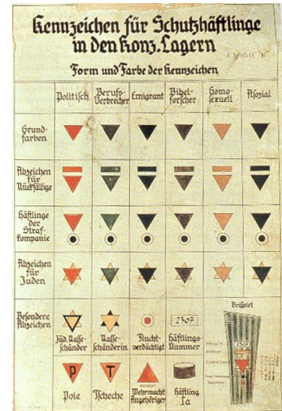 Kennzeichen für Schutzhäftlinge
in den Konz.Lagern
Form und Farbe der Kennzeichen
Politisch
Berufs-
Verbrecher
Emigrant
Bibel-
forscher
Homo-
sexuell
Asozial
Grund-
farben
Abzeichen
für
Rückfällige
Häftlinge
der
Straf-
kompanie
Abzeichen
für
Juden
Besondere
Abzeichen
Jüd. Rasse-
schänder
Rasse-
schänderin
Flucht-
verdächtigt
2307
Häftlings-
Nummer
Beispiel
P
Pole
T
Tscheche
Wehrmacht
Angehöriger
Häftling
Ia